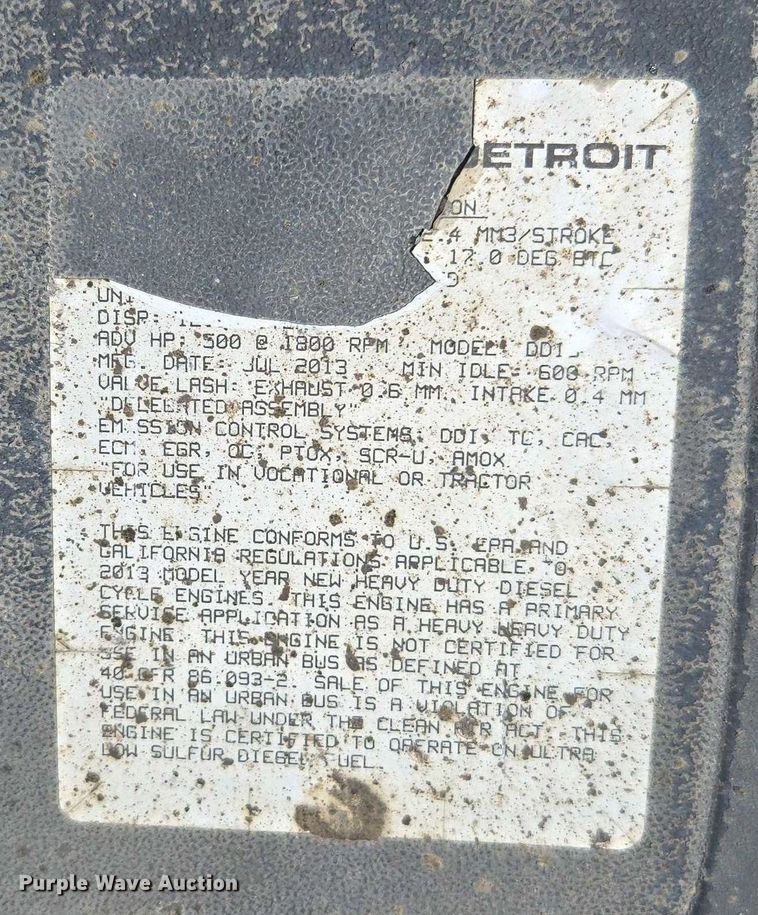 DETROIT
ON
2.4 MM3/STROKE
17.0 DEG BTC
UN
DISP:
ADV HP: 500 @ 1800 RPM MODEL: DD15
MFG. DATE: JUL 2013 MIN IDLE: 600 RPM
VALVE LASH: EXHAUST 0.6 MM, INTAKE 0.4 MM
"DELEGATED ASSEMBLY"
EMISSION CONTROL SYSTEMS: DDI, TC, CAC,
ECM, EGR, OC, PTOX, SCR-U, AMOX
"FOR USE IN VOCATIONAL OR TRACTOR
VEHICLES"
THIS ENGINE CONFORMS TO U.S. EPA AND
CALIFORNIA REGULATIONS APPLICABLE TO
2013 MODEL YEAR NEW HEAVY DUTY DIESEL
CYCLE ENGINES. THIS ENGINE HAS A PRIMARY
SERVICE APPLICATION AS A HEAVY HEAVY DUTY
ENGINE. THIS ENGINE IS NOT CERTIFIED FOR
USE IN AN URBAN BUS AS DEFINED AT
40 CFR 86.093-2. SALE OF THIS ENGINE FOR
USE IN AN URBAN BUS IS A VIOLATION OF
FEDERAL LAW UNDER THE CLEAN AIR ACT. THIS
ENGINE IS CERTIFIED TO OPERATE ON ULTRA
LOW SULFUR DIESEL FUEL.
Purple Wave Auction